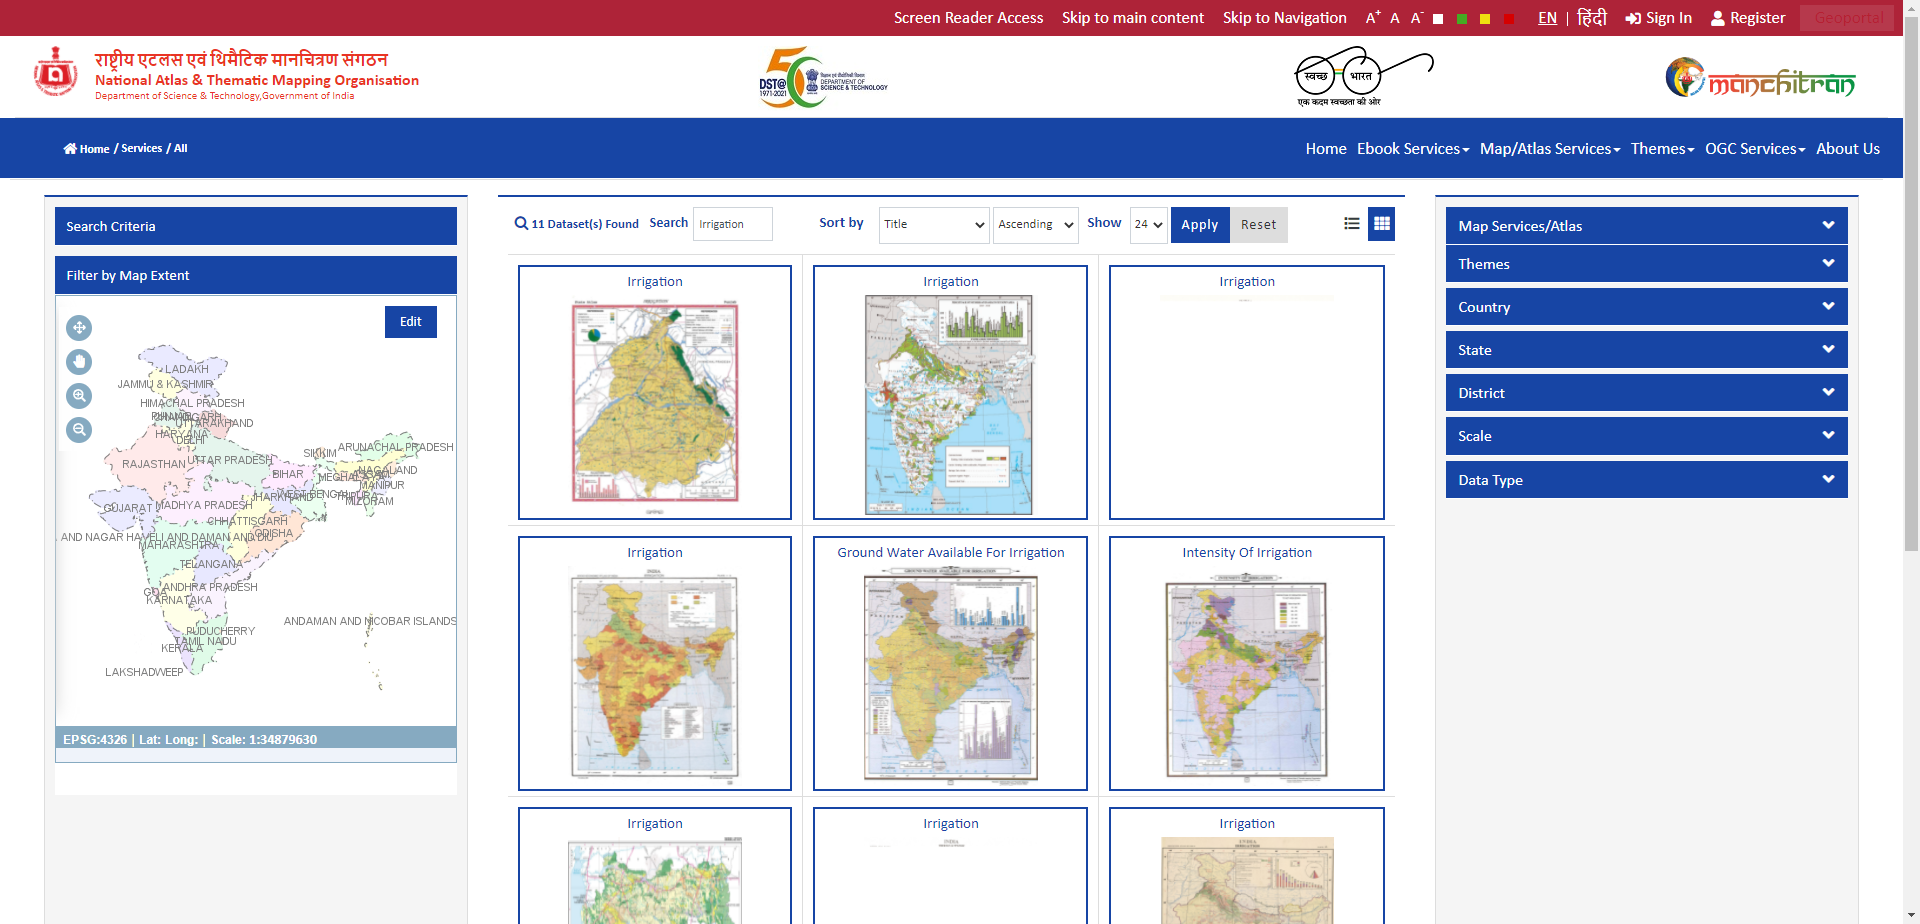 Screen Reader Access Skip to main content Skip to Navigation A+ A A- EN | हिंदी Sign In Register Geoportal
राष्ट्रीय एटलस एवं थिमैटिक मानचित्रण संगठन
National Atlas & Thematic Mapping Organisation
Department of Science & Technology,Government of India
DST@
1971-2021
DEPARTMENT OF
SCIENCE & TECHNOLOGY
स्वच्छ भारत
एक कदम स्वच्छता की ओर
manchitran
Home / Services / All
Home Ebook Services Map/Atlas Services Themes OGC Services About Us
Search Criteria
Filter by Map Extent
Edit
LADAKH
JAMMU & KASHMIR
HIMACHAL PRADESH
CHANDIGARH
UTTARAKHAND
HARYANA
DELHI
ARUNACHAL PRADESH
SIKKIM
UTTAR PRADESH
RAJASTHAN
NAGALAND
BIHAR
MEGHALAYA
MANIPUR
WEST BENGAL
TRIPURA
JHARKHAND
MIZORAM
GUJARAT
MADHYA PRADESH
CHHATTISGARH
ODISHA
AND NAGAR HAVELI AND DAMAN AND DIU
MAHARASHTRA
TELANGANA
ANDHRA PRADESH
GOA
KARNATAKA
ANDAMAN AND NICOBAR ISLANDS
PUDUCHERRY
TAMIL NADU
KERALA
LAKSHADWEEP
EPSG:4326 | Lat: Long: | Scale: 1:34879630
11 Dataset(s) Found Search Irrigation Sort by Title Ascending Show 24 Apply Reset
Irrigation
Irrigation
Irrigation
Irrigation
Ground Water Available For Irrigation
Intensity Of Irrigation
Irrigation
Irrigation
Irrigation
Map Services/Atlas
Themes
Country
State
District
Scale
Data Type